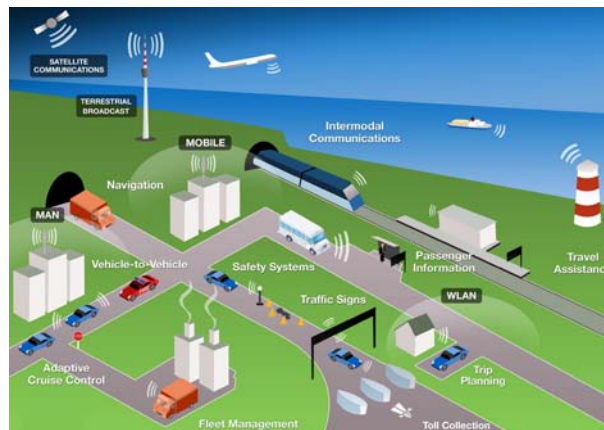 SATELLITE
COMMUNICATIONS
TERRESTRIAL
BROADCAST
Intermodal
Communications
MOBILE
Navigation
MAN
Vehicle-to-Vehicle
Safety Systems
Passenger
Information
Travel
Assistance
Traffic Signs
WLAN
Adaptive
Cruise Control
Trip
Planning
Fleet Management
Toll Collection